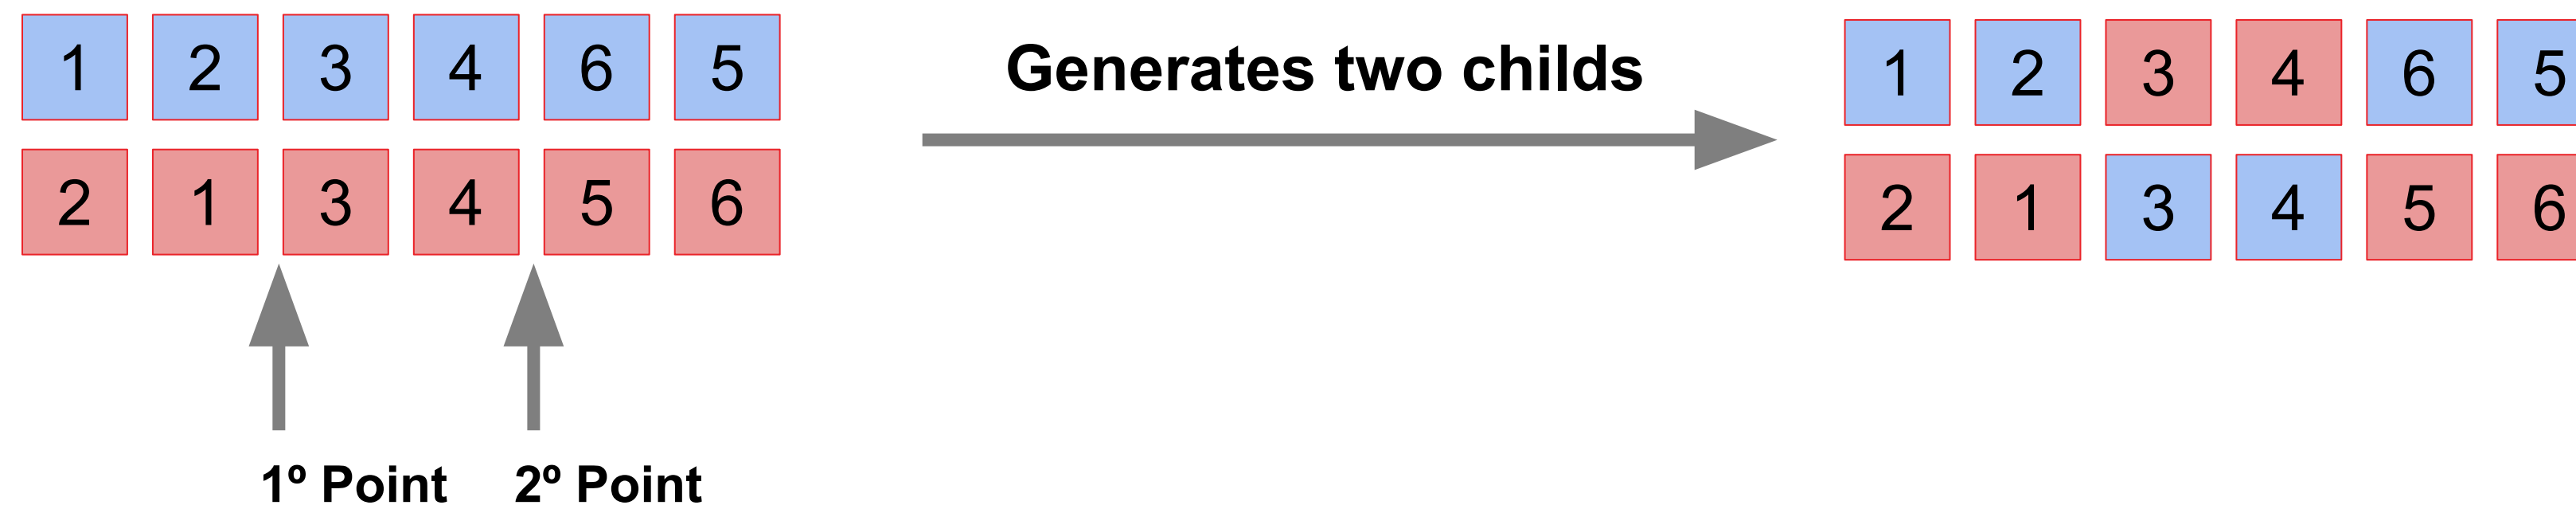 1 2 3 4 6 5
2 1 3 4 5 6
Generates two childs
1 2 3 4 6 5
2 1 3 4 5 6
1º Point
2º Point